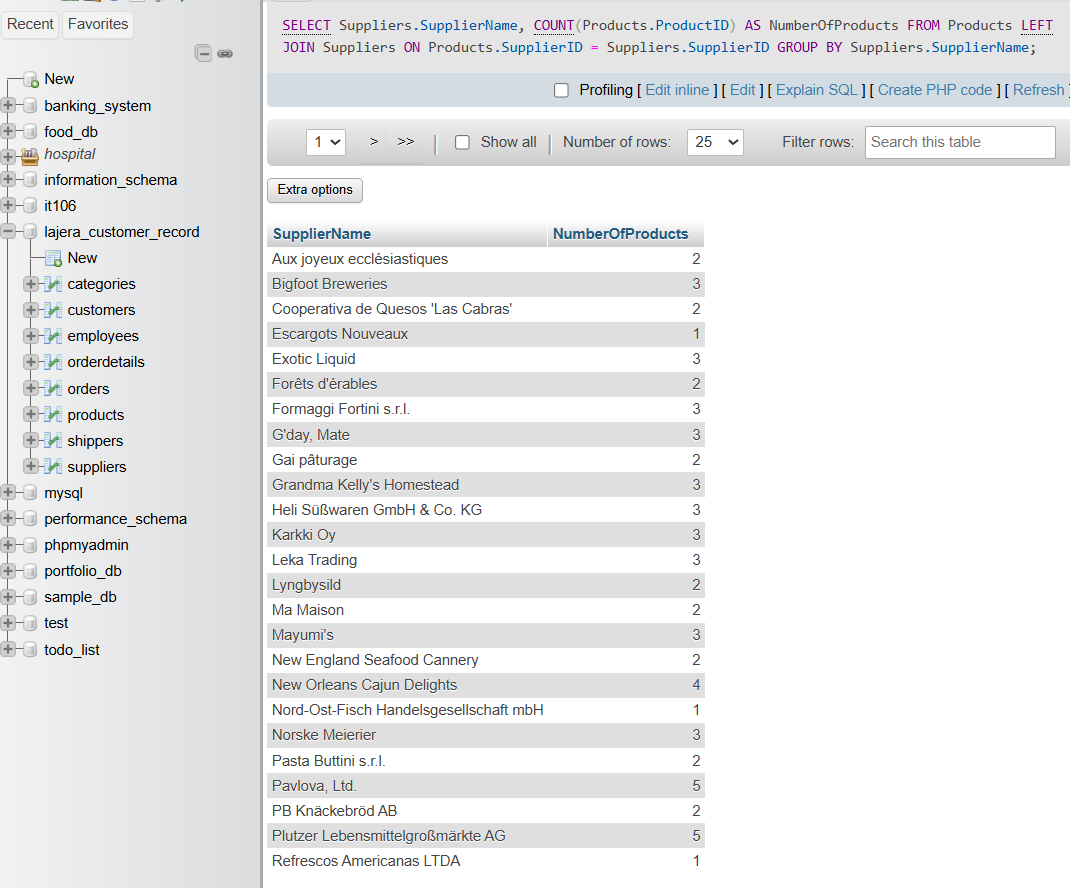 Recent Favorites
New
banking_system
food_db
hospital
information_schema
it106
lajera_customer_record
New
categories
customers
employees
orderdetails
orders
products
shippers
suppliers
mysql
performance_schema
phpmyadmin
portfolio_db
sample_db
test
todo_list
SELECT Suppliers.SupplierName, COUNT(Products.ProductID) AS NumberOfProducts FROM Products LEFT
JOIN Suppliers ON Products.SupplierID = Suppliers.SupplierID GROUP BY Suppliers.SupplierName;
Profiling [ Edit inline ] [ Edit ] [ Explain SQL ] [ Create PHP code ] [ Refresh ]
1 > >> | Show all | Number of rows: 25 Filter rows: Search this table
Extra options
SupplierName NumberOfProducts
Aux joyeux ecclésiastiques 2
Bigfoot Breweries 3
Cooperativa de Quesos 'Las Cabras' 2
Escargots Nouveaux 1
Exotic Liquid 3
Forêts d'érables 2
Formaggi Fortini s.r.l. 3
G'day, Mate 3
Gai pâturage 2
Grandma Kelly's Homestead 3
Heli Süßwaren GmbH & Co. KG 3
Karkki Oy 3
Leka Trading 3
Lyngbysild 2
Ma Maison 2
Mayumi's 3
New England Seafood Cannery 2
New Orleans Cajun Delights 4
Nord-Ost-Fisch Handelsgesellschaft mbH 1
Norske Meierier 3
Pasta Buttini s.r.l. 2
Pavlova, Ltd. 5
PB Knäckebröd AB 2
Plutzer Lebensmittelgroßmärkte AG 5
Refrescos Americanas LTDA 1